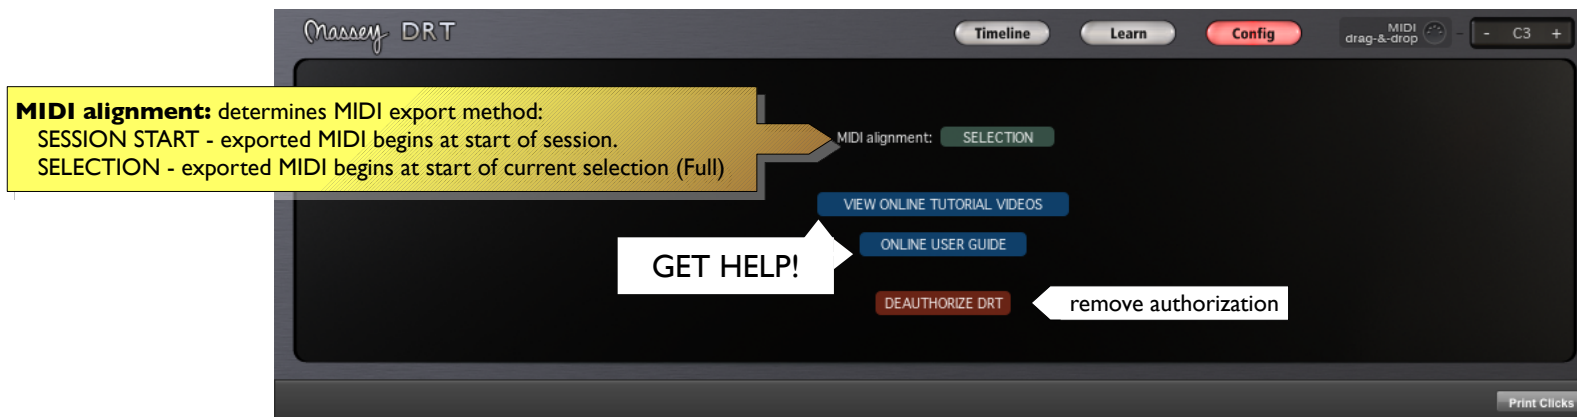 Massey DRT
Timeline
Learn
Config
MIDI
drag-&-drop
- C3 +
MIDI alignment: determines MIDI export method:
SESSION START - exported MIDI begins at start of session.
SELECTION - exported MIDI begins at start of current selection (Full)
MIDI alignment: SELECTION
VIEW ONLINE TUTORIAL VIDEOS
ONLINE USER GUIDE
GET HELP!
DEAUTHORIZE DRT
remove authorization
Print Clicks